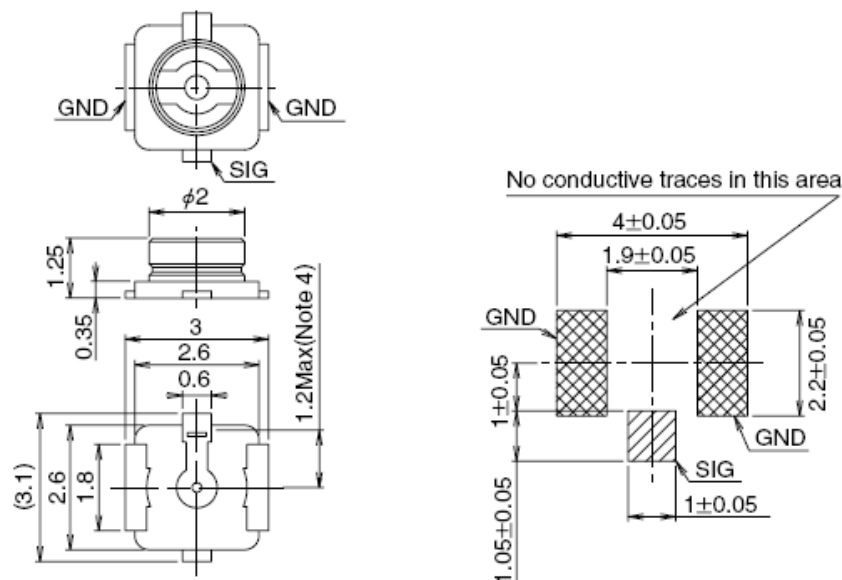 GND
GND
SIG
ϕ2
1.25
0.35
3
2.6
0.6
1.2Max(Note 4)
(3.1)
2.6
1.8
No conductive traces in this area
4±0.05
1.9±0.05
GND
2.2±0.05
1±0.05
GND
SIG
1±0.05
1.05±0.05